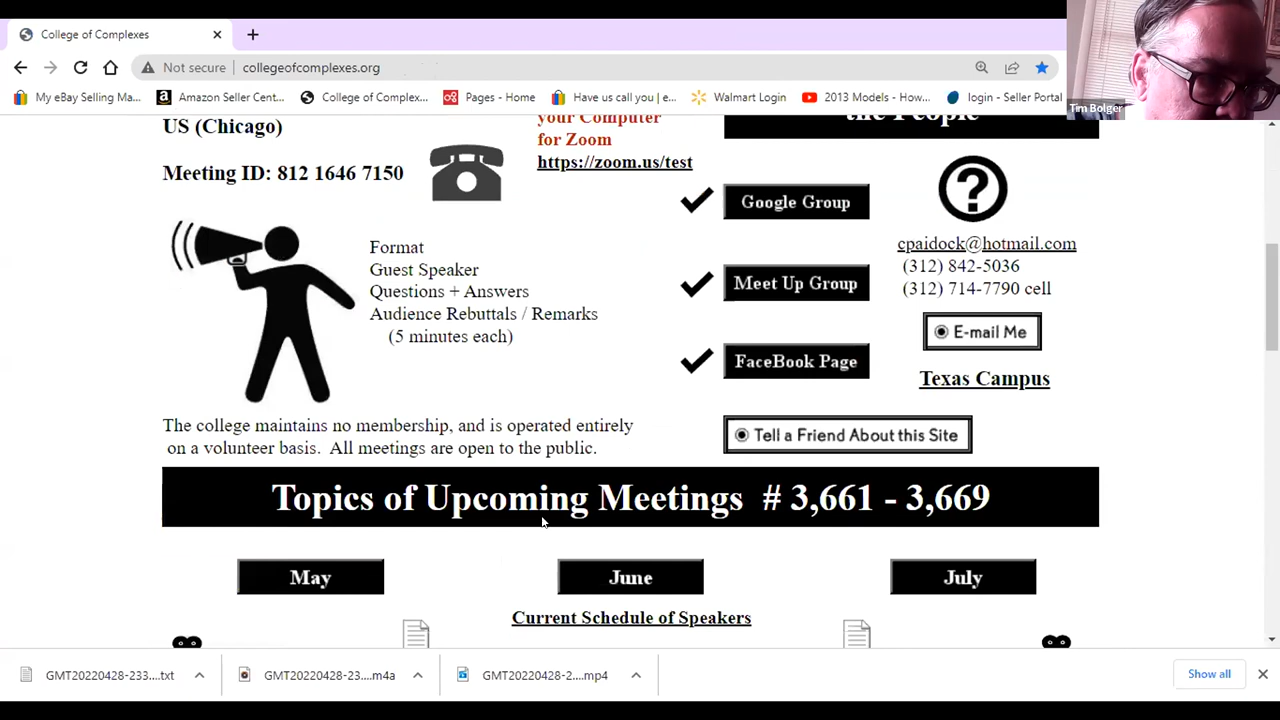 College of Complexes
Not secure | collegeofcomplexes.org
My eBay Selling Ma...
Amazon Seller Cent...
College of Com...
Pages - Home
Have us call you | e...
Walmart Login
2013 Models - How...
login - Seller Portal
Tim Bolger
US (Chicago)
Meeting ID: 812 1646 7150
your Computer
for Zoom
https://zoom.us/test
the People
Google Group
Meet Up Group
FaceBook Page
?
cpaidock@hotmail.com
(312) 842-5036
(312) 714-7790 cell
E-mail Me
Texas Campus
Format
Guest Speaker
Questions + Answers
Audience Rebuttals / Remarks
(5 minutes each)
The college maintains no membership, and is operated entirely
on a volunteer basis. All meetings are open to the public.
Tell a Friend About this Site
Topics of Upcoming Meetings # 3,661 - 3,669
May
June
July
Current Schedule of Speakers
GMT20220428-233....txt
GMT20220428-23....m4a
GMT20220428-2....mp4
Show all